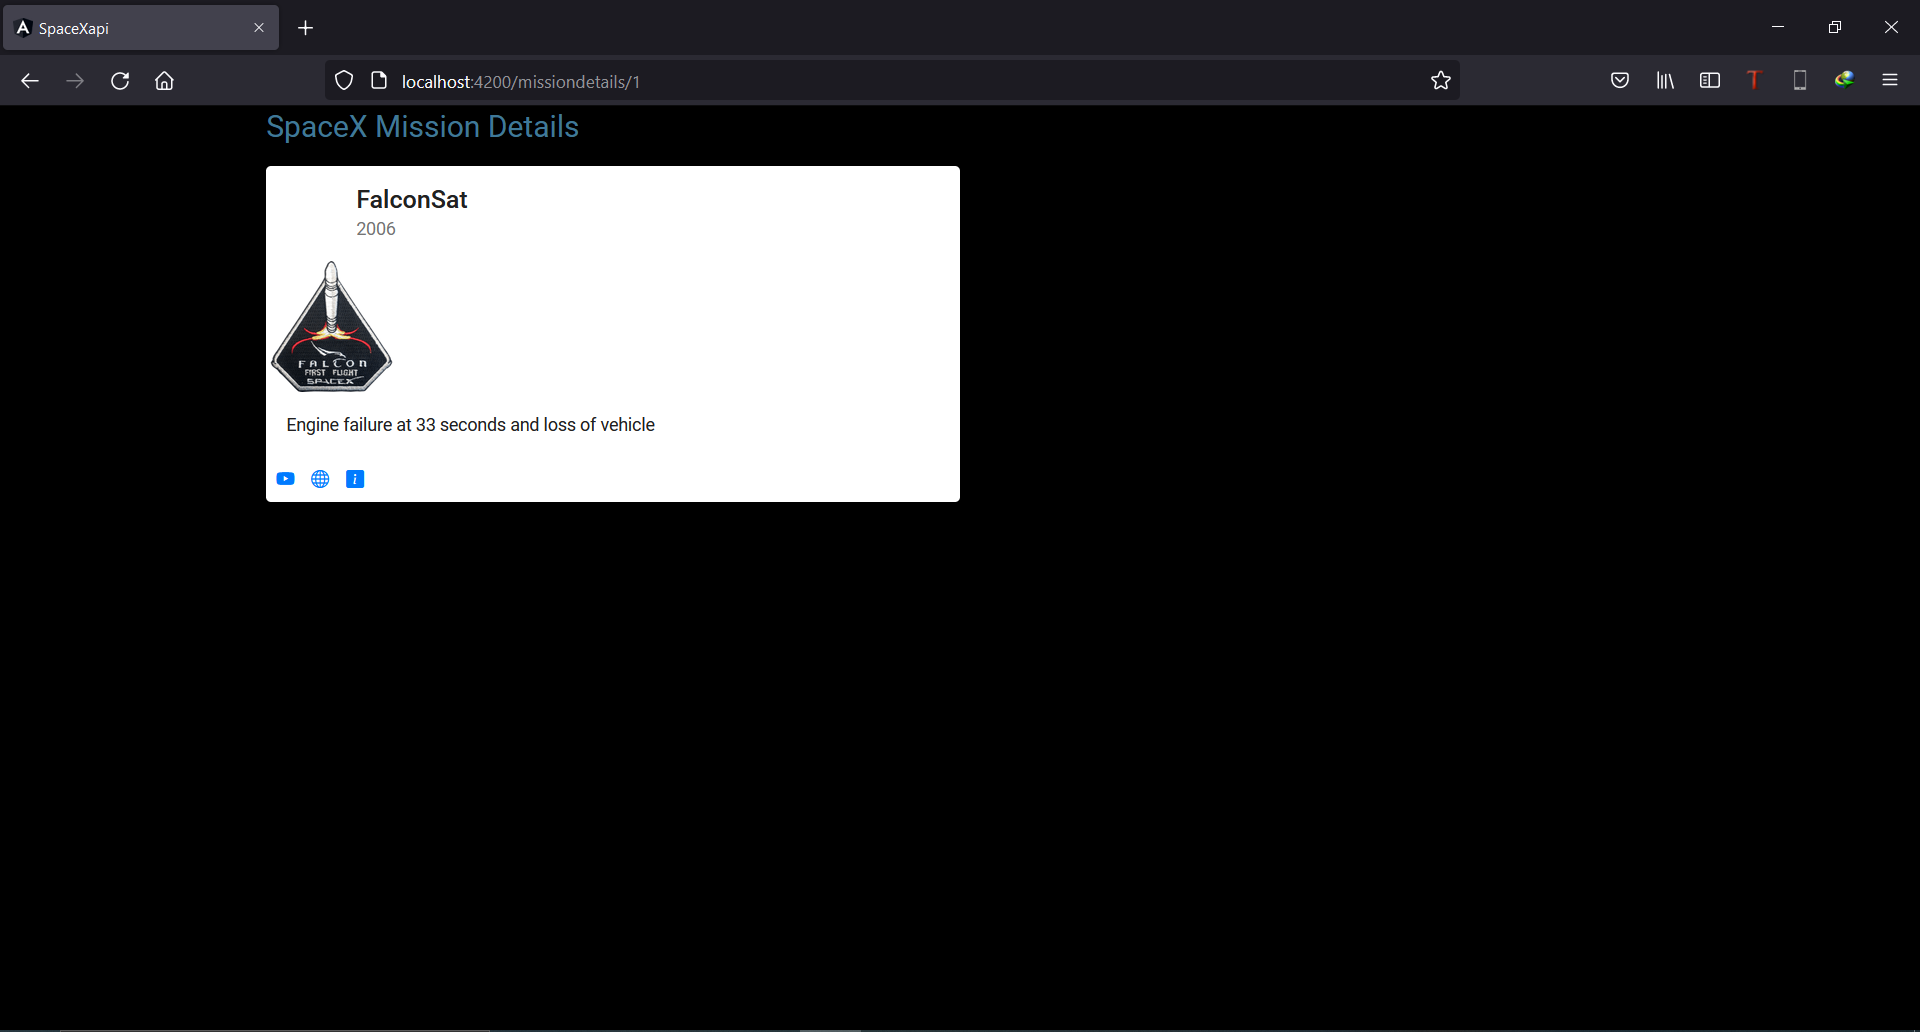 SpaceXapi
localhost:4200/missiondetails/1
SpaceX Mission Details
FalconSat
2006
FALCON
FIRST FLIGHT
SPACEX
Engine failure at 33 seconds and loss of vehicle